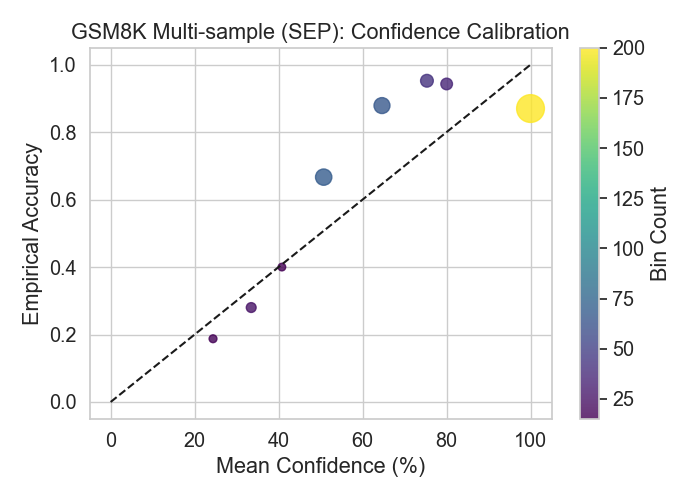 GSM8K Multi-sample (SEP): Confidence Calibration
Empirical Accuracy
1.0
0.8
0.6
0.4
0.2
0.0
0 20 40 60 80 100
Mean Confidence (%)
200
175
150
125
100
75
50
25
Bin Count